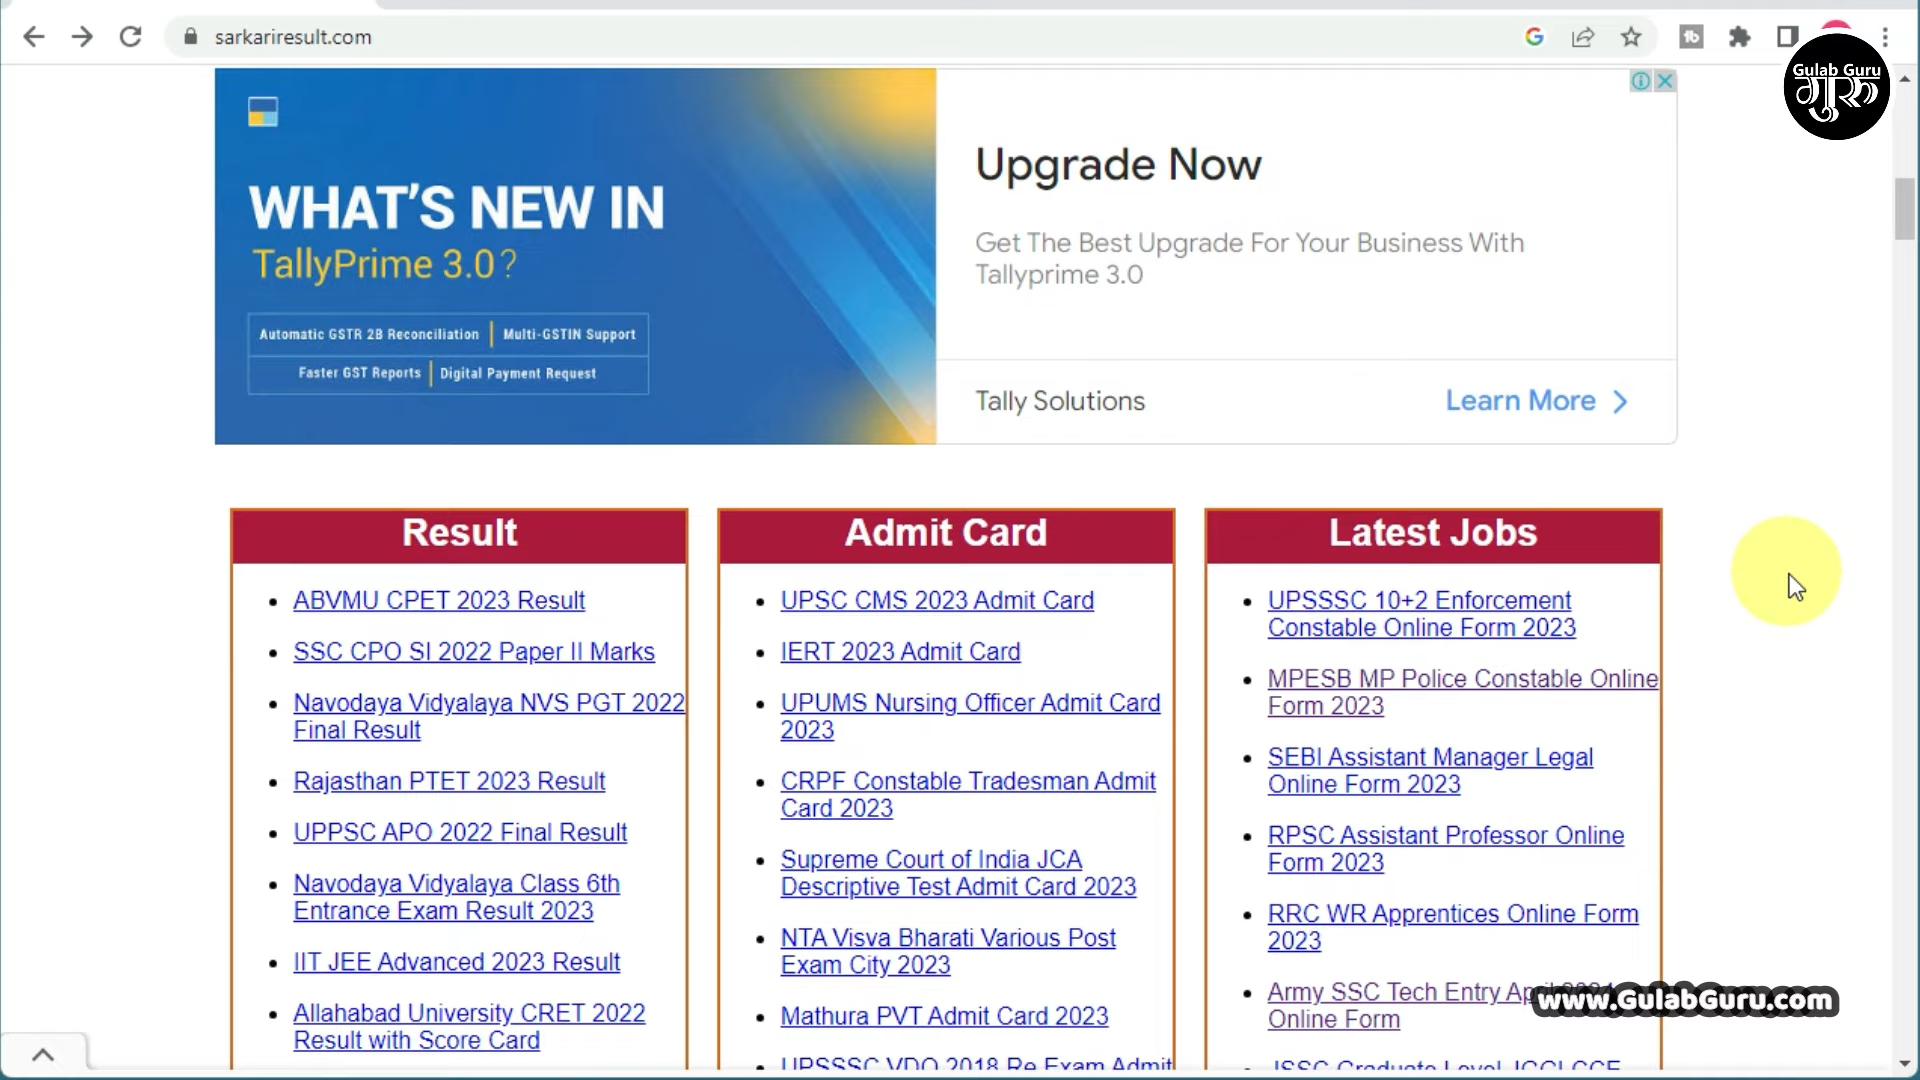 sarkariresult.com
Gulab Guru
गुरु
WHAT'S NEW IN
TallyPrime 3.0?
Automatic GSTR 2B Reconciliation | Multi-GSTIN Support
Faster GST Reports | Digital Payment Request
Upgrade Now
Get The Best Upgrade For Your Business With
Tallyprime 3.0
Tally Solutions
Learn More
Result
ABVMU CPET 2023 Result
SSC CPO SI 2022 Paper II Marks
Navodaya Vidyalaya NVS PGT 2022
Final Result
Rajasthan PTET 2023 Result
UPPSC APO 2022 Final Result
Navodaya Vidyalaya Class 6th
Entrance Exam Result 2023
IIT JEE Advanced 2023 Result
Allahabad University CRET 2022
Result with Score Card
Admit Card
UPSC CMS 2023 Admit Card
IERT 2023 Admit Card
UPUMS Nursing Officer Admit Card
2023
CRPF Constable Tradesman Admit
Card 2023
Supreme Court of India JCA
Descriptive Test Admit Card 2023
NTA Visva Bharati Various Post
Exam City 2023
Mathura PVT Admit Card 2023
UPSSSC VDO 2018 Re Exam Admit
Latest Jobs
UPSSSC 10+2 Enforcement
Constable Online Form 2023
MPESB MP Police Constable Online
Form 2023
SEBI Assistant Manager Legal
Online Form 2023
RPSC Assistant Professor Online
Form 2023
RRC WR Apprentices Online Form
2023
Army SSC Tech Entry
Online Form
www.GulabGuru.com